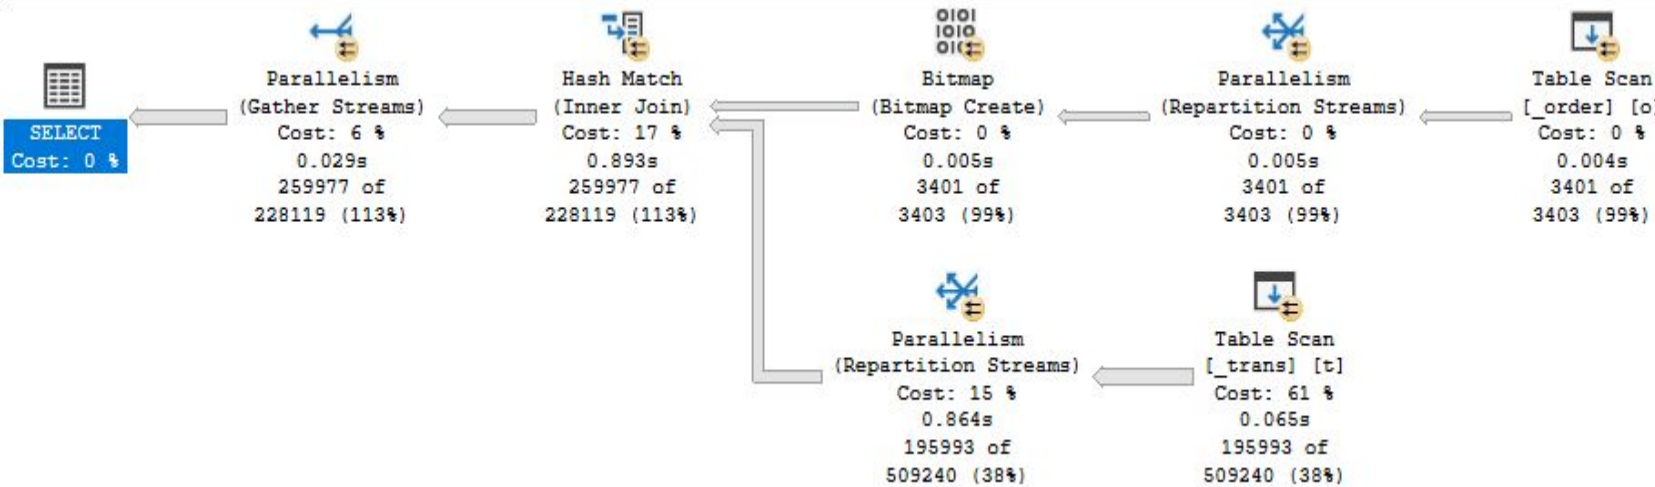 Parallelism
(Gather Streams)
Cost: 6 %
0.029s
259977 of
228119 (113%)
Hash Match
(Inner Join)
Cost: 17 %
0.893s
259977 of
228119 (113%)
Bitmap
(Bitmap Create)
Cost: 0 %
0.005s
3401 of
3403 (99%)
Parallelism
(Repartition Streams)
Cost: 0 %
0.005s
3401 of
3403 (99%)
Table Scan
[_order] [o]
Cost: 0 %
0.004s
3401 of
3403 (99%)
SELECT
Cost: 0 %
Parallelism
(Repartition Streams)
Cost: 15 %
0.864s
195993 of
509240 (38%)
Table Scan
[_trans] [t]
Cost: 61 %
0.065s
195993 of
509240 (38%)